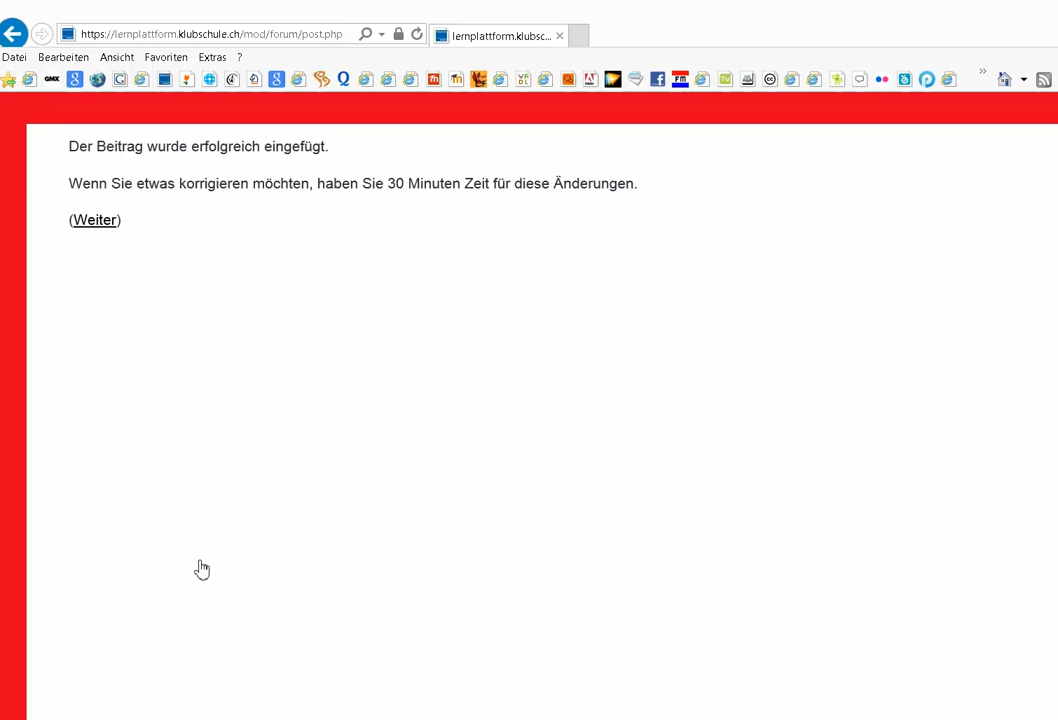 https://lernplattform.klubschule.ch/mod/forum/post.php
lernplattform.klubsc...
Datei Bearbeiten Ansicht Favoriten Extras ?
GMX
Der Beitrag wurde erfolgreich eingefügt.
Wenn Sie etwas korrigieren möchten, haben Sie 30 Minuten Zeit für diese Änderungen.
(Weiter)